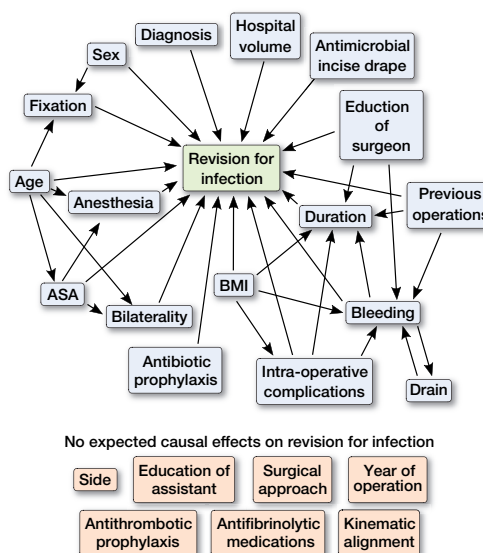 Diagnosis
Hospital
volume
Sex
Antimicrobial
incise drape
Fixation
Eduction
of
surgeon
Revision for
infection
Age
Anesthesia
Previous
operations
Duration
ASA
BMI
Bilaterality
Bleeding
Antibiotic
prophylaxis
Intra-operative
complications
Drain
No expected causal effects on revision for infection
Side
Education of
assistant
Surgical
approach
Year of
operation
Antithrombotic
prophylaxis
Antifibrinolytic
medications
Kinematic
alignment